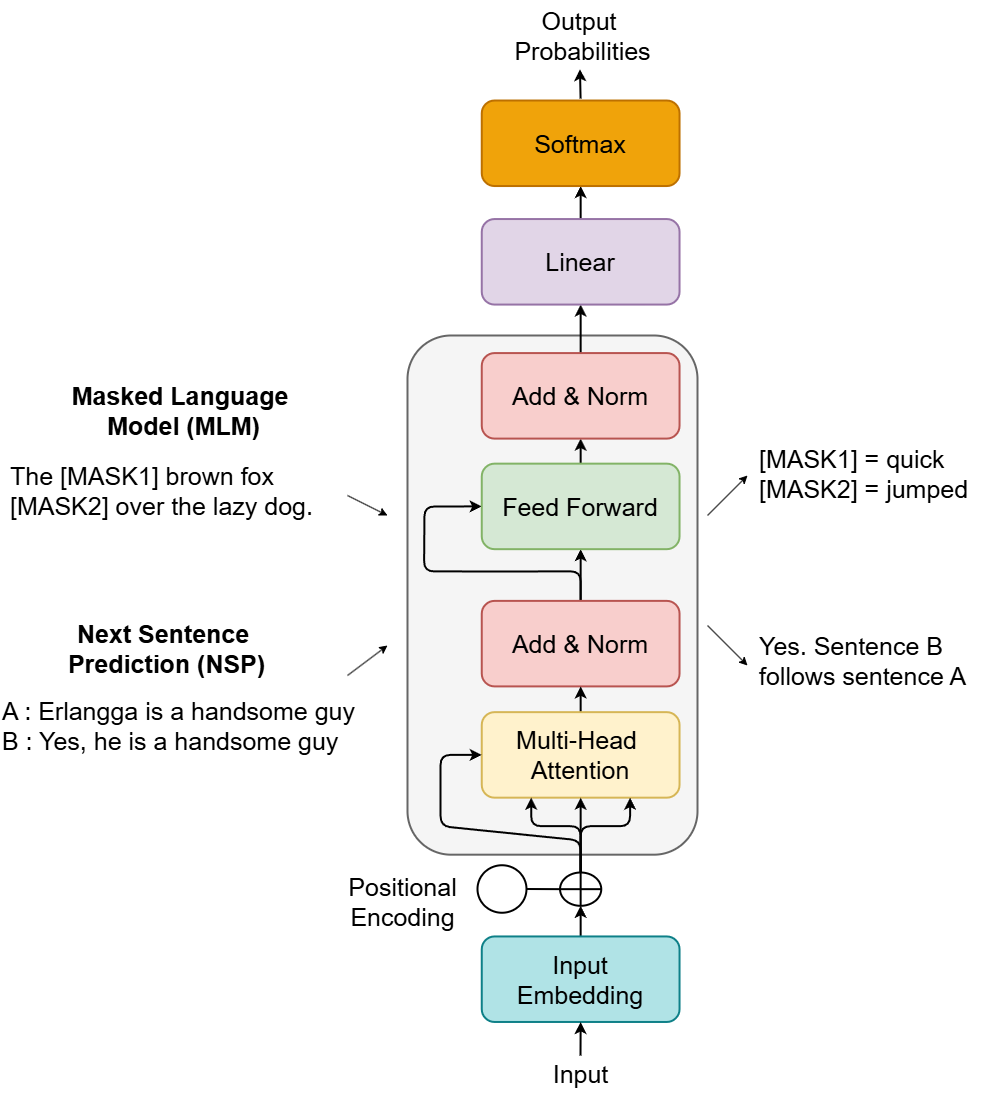 Output
Probabilities
Softmax
Linear
Add & Norm
Masked Language
Model (MLM)
The [MASK1] brown fox
[MASK2] over the lazy dog.
Feed Forward
[MASK1] = quick
[MASK2] = jumped
Next Sentence
Prediction (NSP)
A : Erlangga is a handsome guy
B : Yes, he is a handsome guy
Add & Norm
Yes. Sentence B
follows sentence A
Multi-Head
Attention
Positional
Encoding
Input
Embedding
Input